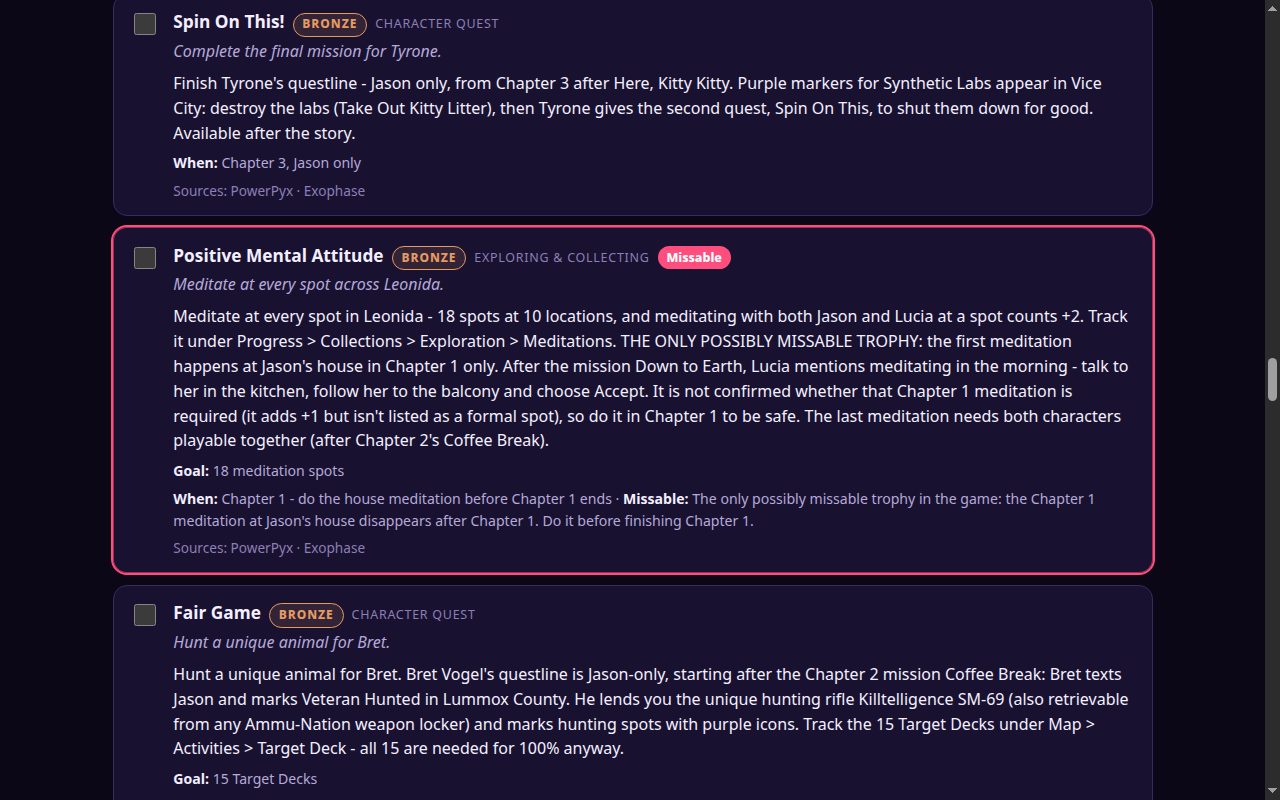 Spin On This! BRONZE CHARACTER QUEST
Complete the final mission for Tyrone.
Finish Tyrone's questline - Jason only, from Chapter 3 after Here, Kitty Kitty. Purple markers for Synthetic Labs appear in Vice
City: destroy the labs (Take Out Kitty Litter), then Tyrone gives the second quest, Spin On This, to shut them down for good.
Available after the story.
When: Chapter 3, Jason only
Sources: PowerPyx · Exophase
Positive Mental Attitude BRONZE EXPLORING & COLLECTING Missable
Meditate at every spot across Leonida.
Meditate at every spot in Leonida - 18 spots at 10 locations, and meditating with both Jason and Lucia at a spot counts +2. Track
it under Progress > Collections > Exploration > Meditations. THE ONLY POSSIBLY MISSABLE TROPHY: the first meditation
happens at Jason's house in Chapter 1 only. After the mission Down to Earth, Lucia mentions meditating in the morning - talk to
her in the kitchen, follow her to the balcony and choose Accept. It is not confirmed whether that Chapter 1 meditation is
required (it adds +1 but isn't listed as a formal spot), so do it in Chapter 1 to be safe. The last meditation needs both characters
playable together (after Chapter 2's Coffee Break).
Goal: 18 meditation spots
When: Chapter 1 - do the house meditation before Chapter 1 ends · Missable: The only possibly missable trophy in the game: the Chapter 1
meditation at Jason's house disappears after Chapter 1. Do it before finishing Chapter 1.
Sources: PowerPyx · Exophase
Fair Game BRONZE CHARACTER QUEST
Hunt a unique animal for Bret.
Hunt a unique animal for Bret. Bret Vogel's questline is Jason-only, starting after the Chapter 2 mission Coffee Break: Bret texts
Jason and marks Veteran Hunted in Lummox County. He lends you the unique hunting rifle Killtelligence SM-69 (also retrievable
from any Ammu-Nation weapon locker) and marks hunting spots with purple icons. Track the 15 Target Decks under Map >
Activities > Target Deck - all 15 are needed for 100% anyway.
Goal: 15 Target Decks